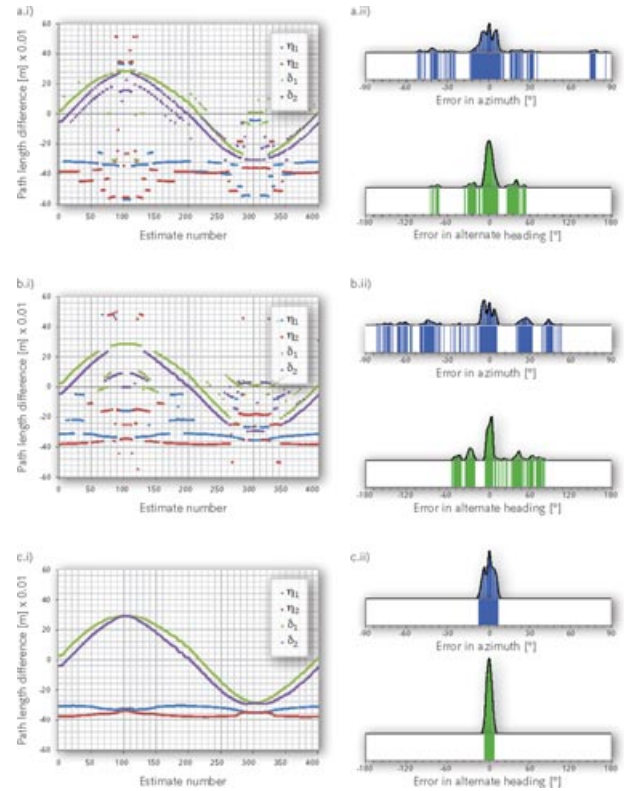 a.i)
60
40
20
0
-20
-40
-60
0 50 100 150 200 250 300 350 400
Path length difference [m] x 0.01
Estimate number
η1
η2
δ1
δ2
a.ii)
-90 -60 -30 0 30 60 90
Error in azimuth [°]
-180 -120 -60 0 60 120 180
Error in alternate heading [°]
b.i)
60
40
20
0
-20
-40
-60
0 50 100 150 200 250 300 350 400
Path length difference [m] x 0.01
Estimate number
η1
η2
δ1
δ2
b.ii)
-90 -60 -30 0 30 60 90
Error in azimuth [°]
-180 -120 -60 0 60 120 180
Error in alternate heading [°]
c.i)
60
40
20
0
-20
-40
-60
0 50 100 150 200 250 300 350 400
Path length difference [m] x 0.01
Estimate number
η1
η2
δ1
δ2
c.ii)
-90 -60 -30 0 30 60 90
Error in azimuth [°]
-180 -120 -60 0 60 120 180
Error in alternate heading [°]